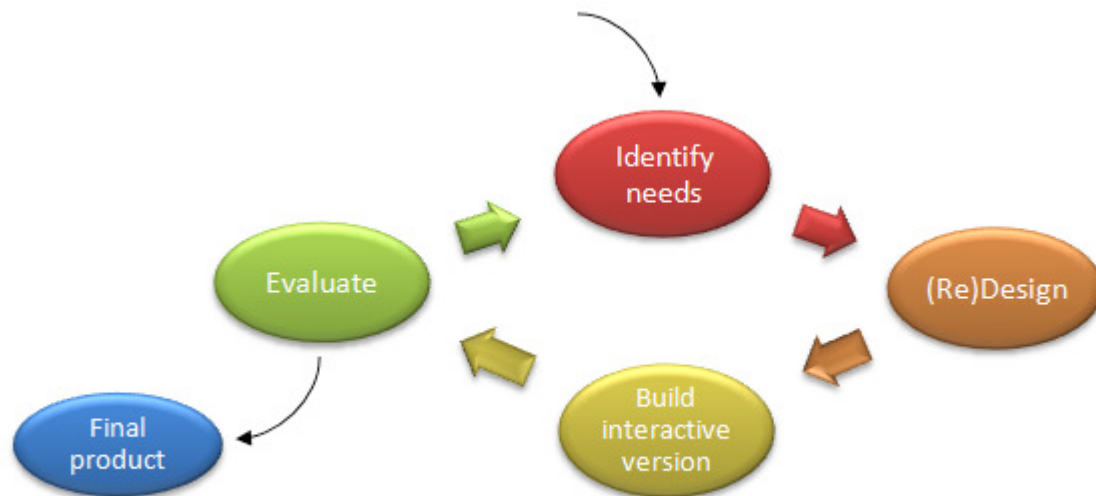 Identify
needs
Evaluate
(Re)Design
Build
interactive
version
Final
product